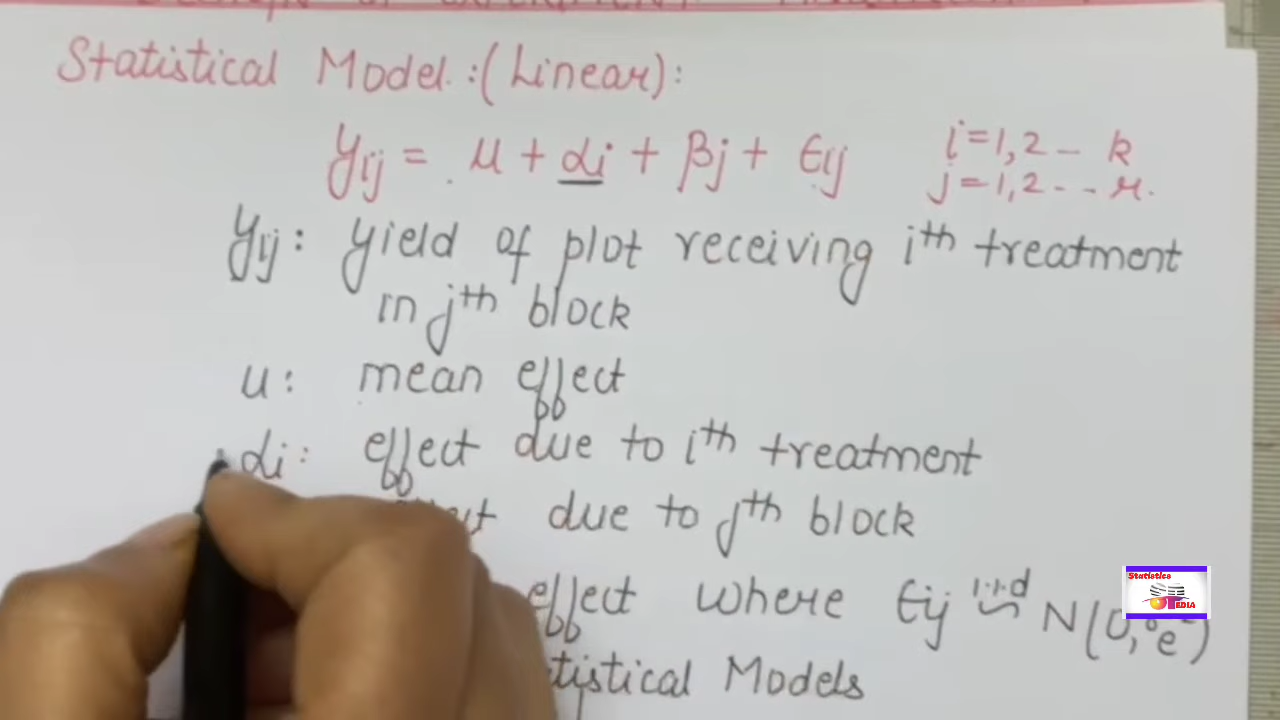 Statistical Model :(Linear):
yij = μ + αi + βj + εij i=1,2 -- k
j=1,2 -- r.
yij : yield of plot receiving ith treatment
in jth block
μ : mean effect
αi : effect due to ith treatment
due to jth block
effect where εij i.i.d ~ N(0, σe²)
Models
Statistics
PEDIA